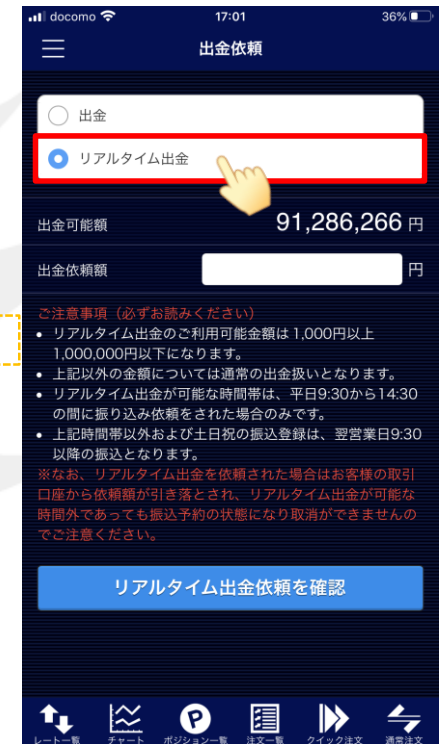 docomo 17:01 36%
出金依頼
出金
リアルタイム出金
出金可能額 91,286,266 円
出金依頼額 円
ご注意事項（必ずお読みください）
• リアルタイム出金のご利用可能金額は1,000円以上
1,000,000円以下になります。
• 上記以外の金額については通常の出金扱いとなります。
• リアルタイム出金が可能な時間帯は、平日9:30から14:30
の間に振り込み依頼をされた場合のみです。
• 上記時間帯以外および土日祝の振込登録は、翌営業日9:30
以降の振込となります。
※なお、リアルタイム出金を依頼された場合はお客様の取引
口座から依頼額が引き落とされ、リアルタイム出金が可能な
時間外であっても振込予約の状態になり取消ができませんの
でご注意ください。
リアルタイム出金依頼を確認
レート一覧 チャート ポジション一覧 注文一覧 クイック注文 通常注文